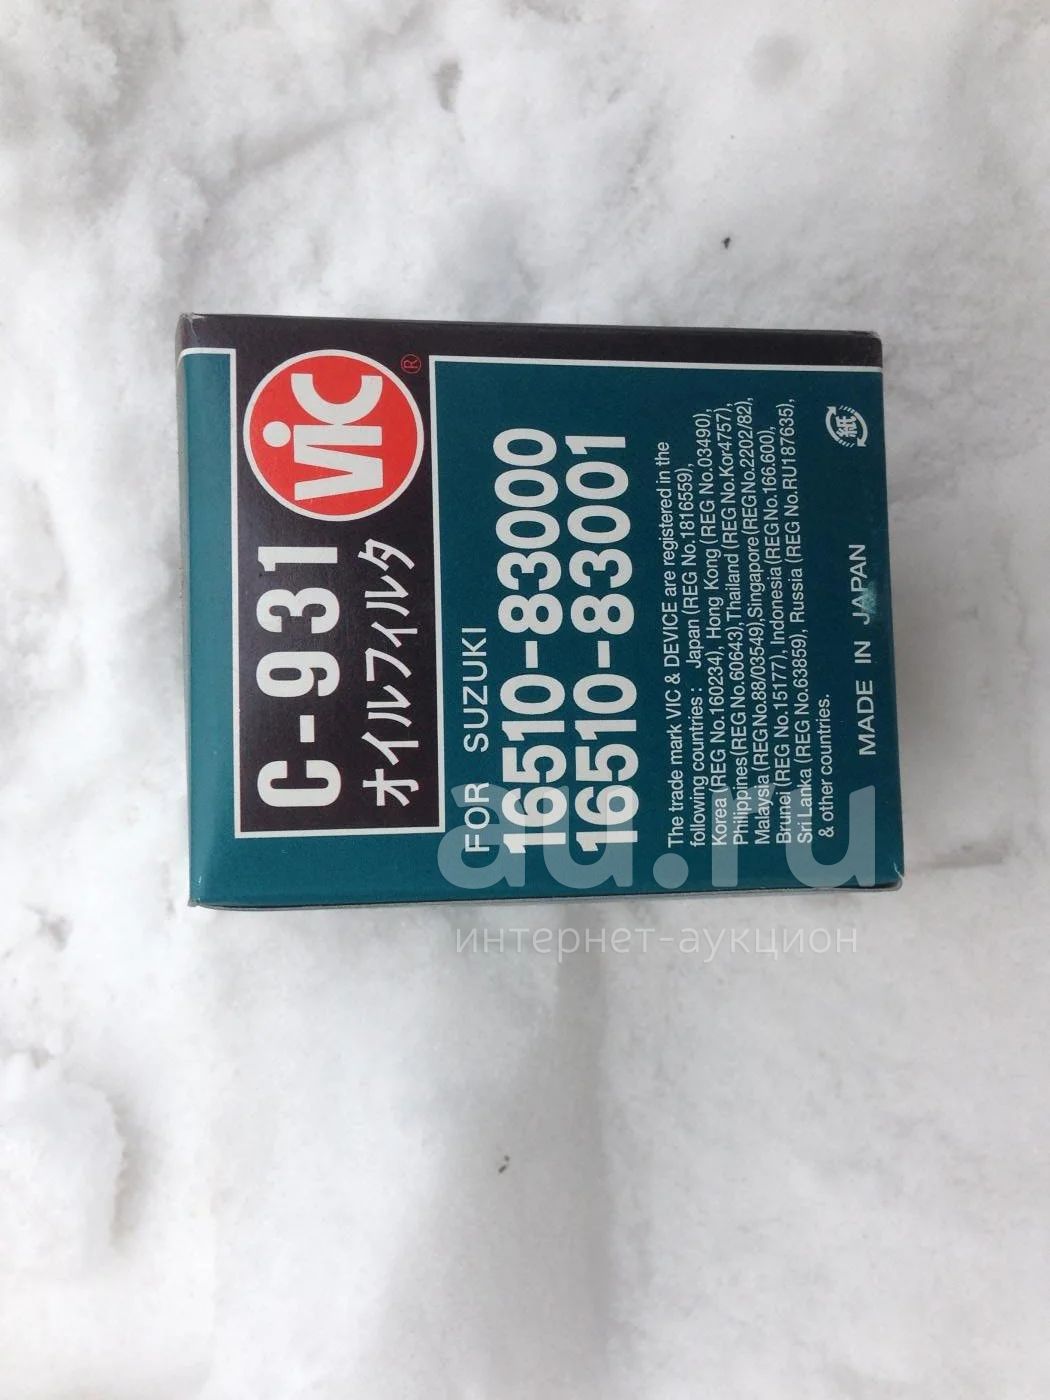 C-931 VIC®
オイルフィルタ
FOR SUZUKI
16510-83000
16510-83001
The trade mark VIC & DEVICE are registered in the
following countries : Japan (REG No.1816559),
Korea (REG No.160234), Hong Kong (REG No.03490),
Philippines(REG No.60643),Thailand (REG No.Kor4757),
Malaysia (REG No.88/03549),Singapore(REG No.2202/82),
Brunei (REG No.15177), Indonesia (REG No.166.600),
Sri Lanka (REG No.63859), Russia (REG No.RU187635),
& other countries.
MADE IN JAPAN
紙
au.ru
интернет-аукцион